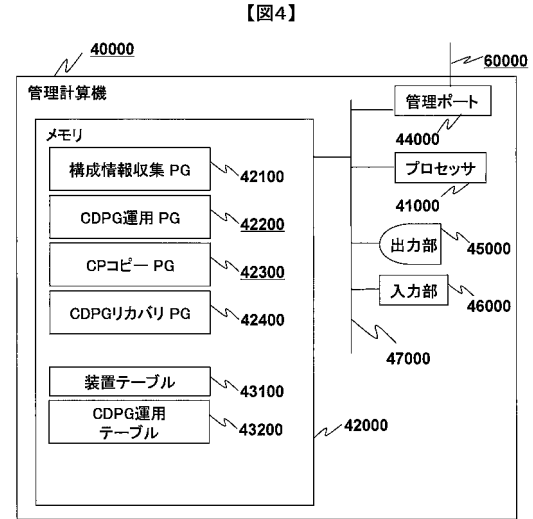 【図4】
40000
60000
管理計算機
管理ポート
44000
メモリ
構成情報収集 PG
42100
プロセッサ
41000
CDPG運用 PG
42200
出力部
45000
CPコピー PG
42300
入力部
46000
CDPGリカバリ PG
42400
47000
装置テーブル
43100
CDPG運用
テーブル
43200
42000